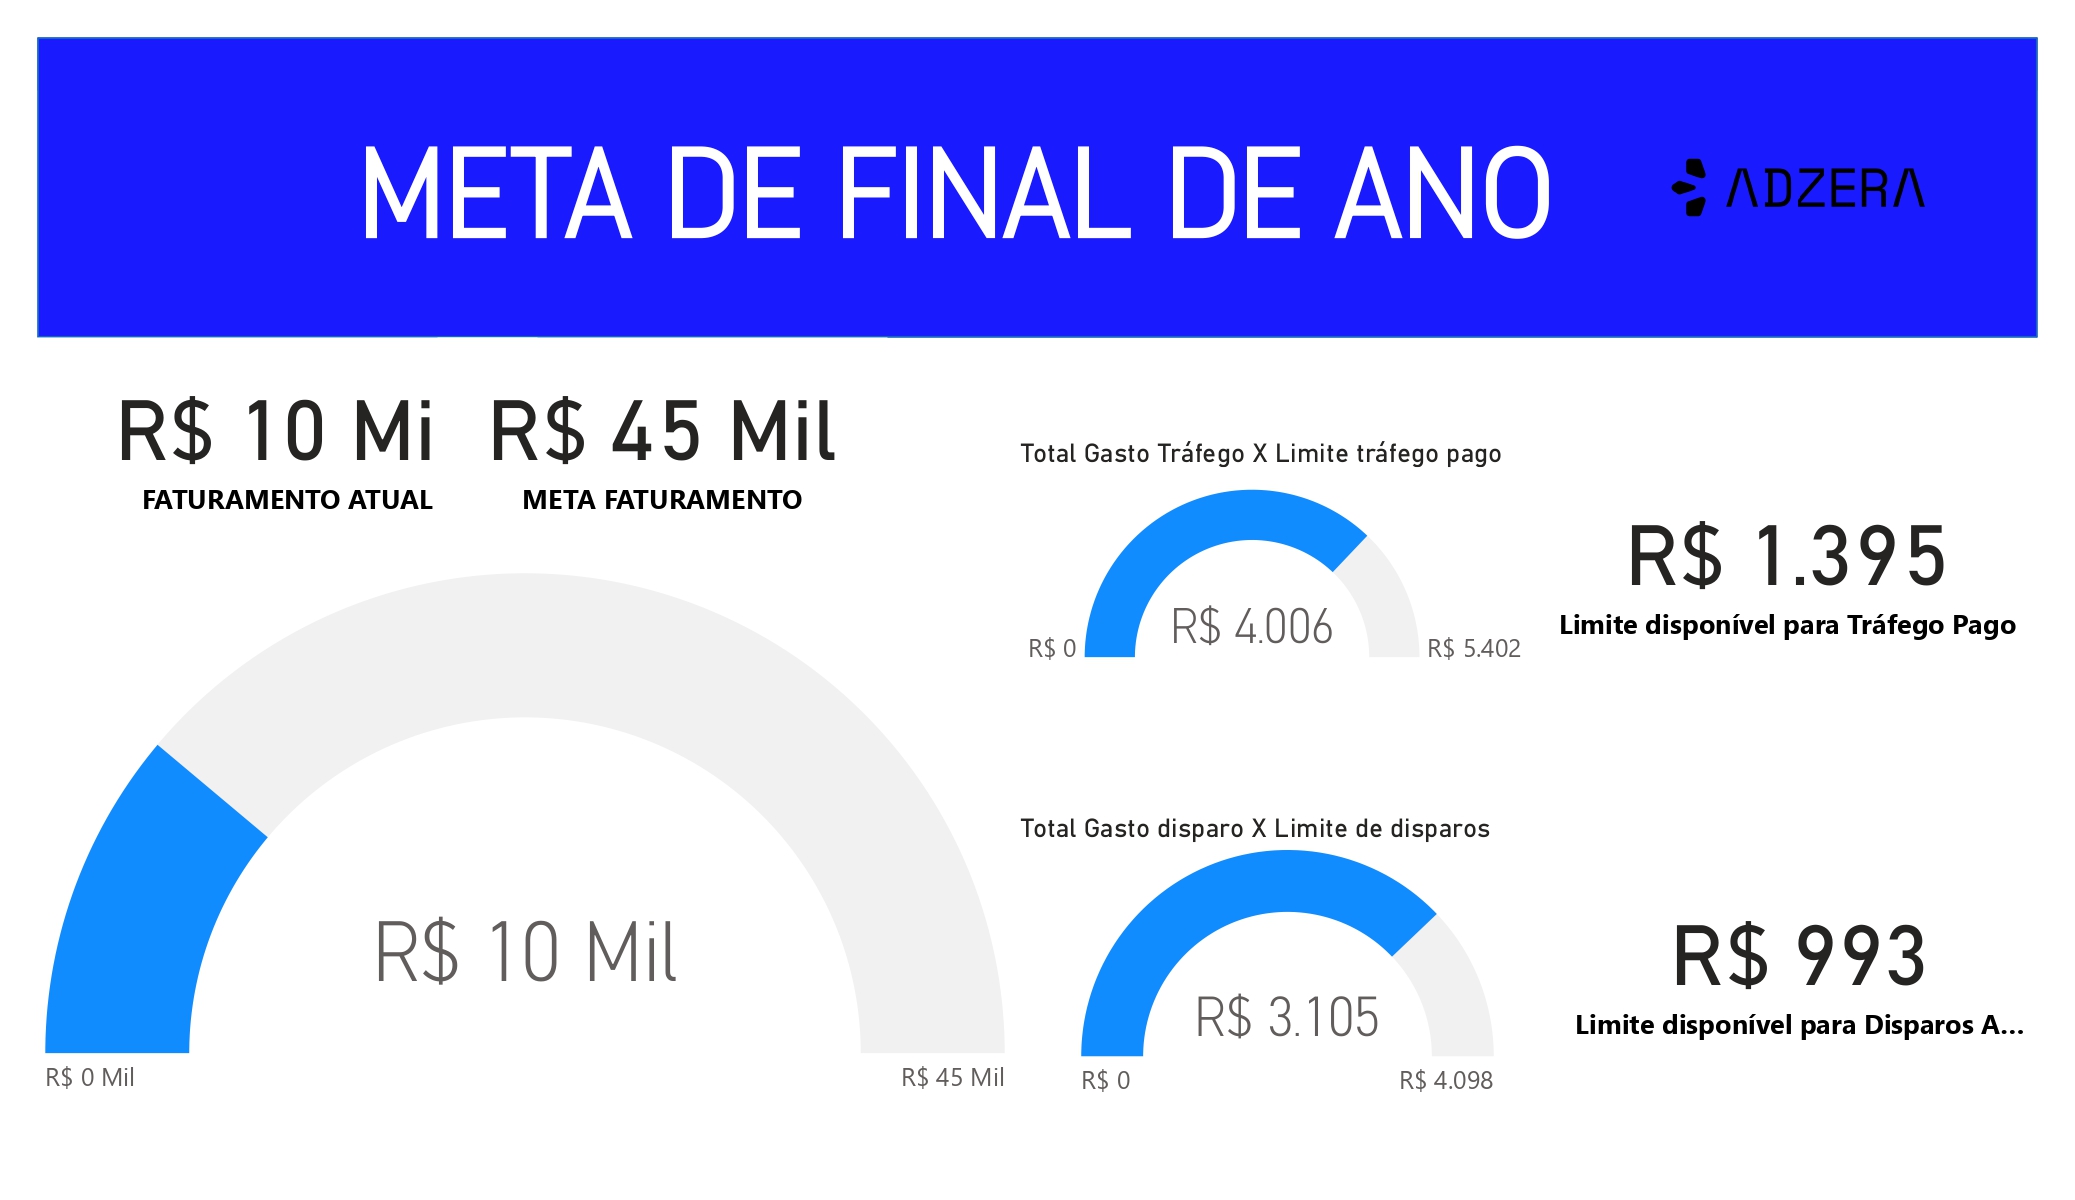 META DE FINAL DE ANO
ADZERA
R$ 10 Mi
FATURAMENTO ATUAL
R$ 45 Mil
META FATURAMENTO
R$ 10 Mil
R$ 0 Mil
R$ 45 Mil
Total Gasto Tráfego X Limite tráfego pago
R$ 4.006
R$ 0
R$ 5.402
R$ 1.395
Limite disponível para Tráfego Pago
Total Gasto disparo X Limite de disparos
R$ 3.105
R$ 0
R$ 4.098
R$ 993
Limite disponível para Disparos A...